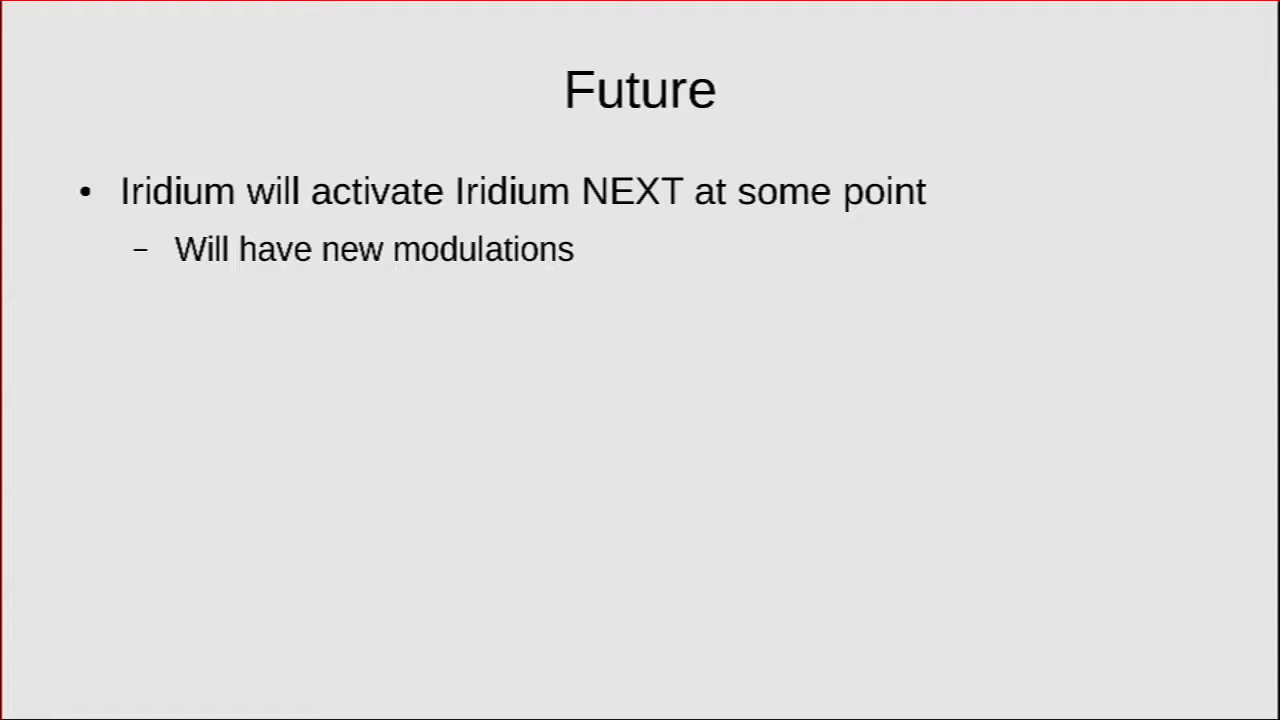 Future
• Iridium will activate Iridium NEXT at some point
– Will have new modulations